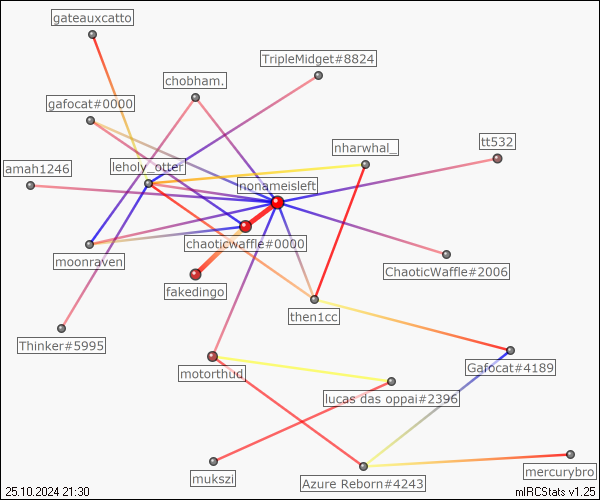 gateauxcatto
TripleMidget#8824
chobham.
gafocat#0000
nharwhal_
tt532
amah1246
leholy_otter
nonameisleft
chaoticwaffle#0000
moonraven
ChaoticWaffle#2006
fakedingo
then1cc
Thinker#5995
motorthud
Gafocat#4189
lucas das oppai#2396
mukszi
Azure Reborn#4243
mercurybro
25.10.2024 21:30
mIRCStats v1.25